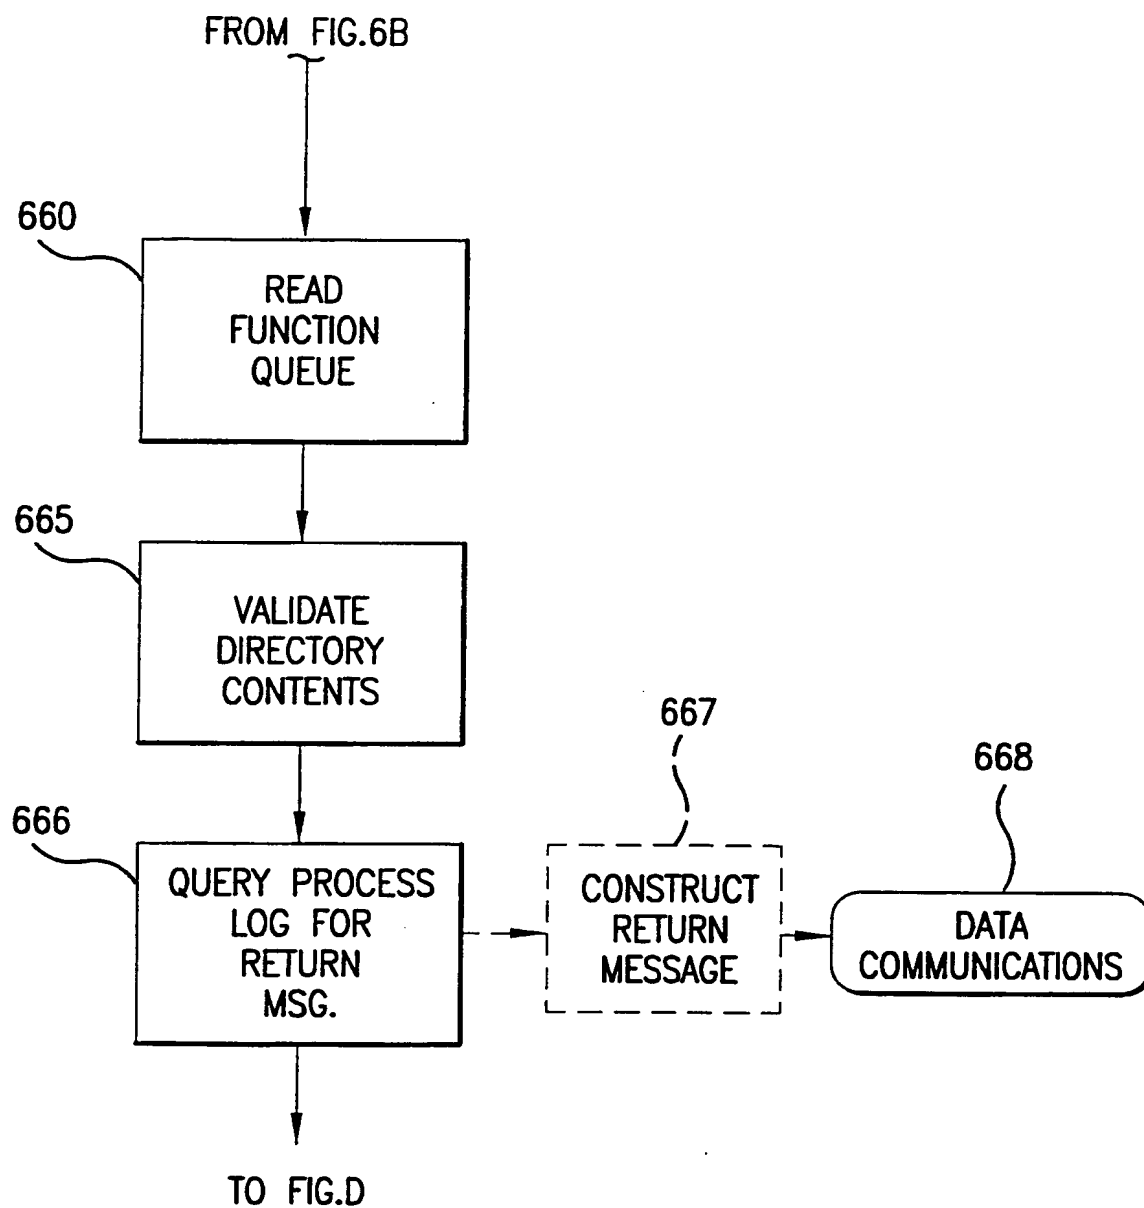 FROM FIG.6B
660
READ
FUNCTION
QUEUE
665
VALIDATE
DIRECTORY
CONTENTS
666
QUERY PROCESS
LOG FOR
RETURN
MSG.
667
CONSTRUCT
RETURN
MESSAGE
668
DATA
COMMUNICATIONS
TO FIG.D